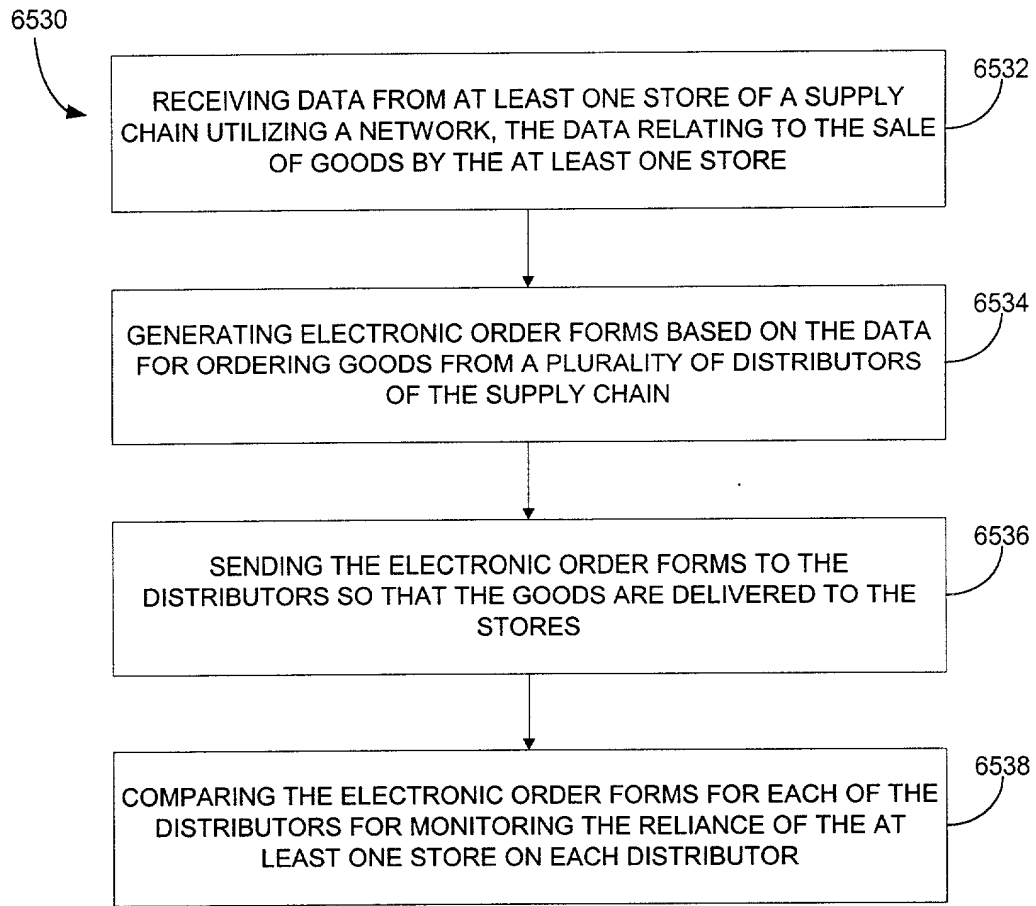 6530
6532
RECEIVING DATA FROM AT LEAST ONE STORE OF A SUPPLY
CHAIN UTILIZING A NETWORK, THE DATA RELATING TO THE SALE
OF GOODS BY THE AT LEAST ONE STORE
6534
GENERATING ELECTRONIC ORDER FORMS BASED ON THE DATA
FOR ORDERING GOODS FROM A PLURALITY OF DISTRIBUTORS
OF THE SUPPLY CHAIN
6536
SENDING THE ELECTRONIC ORDER FORMS TO THE
DISTRIBUTORS SO THAT THE GOODS ARE DELIVERED TO THE
STORES
6538
COMPARING THE ELECTRONIC ORDER FORMS FOR EACH OF THE
DISTRIBUTORS FOR MONITORING THE RELIANCE OF THE AT
LEAST ONE STORE ON EACH DISTRIBUTOR